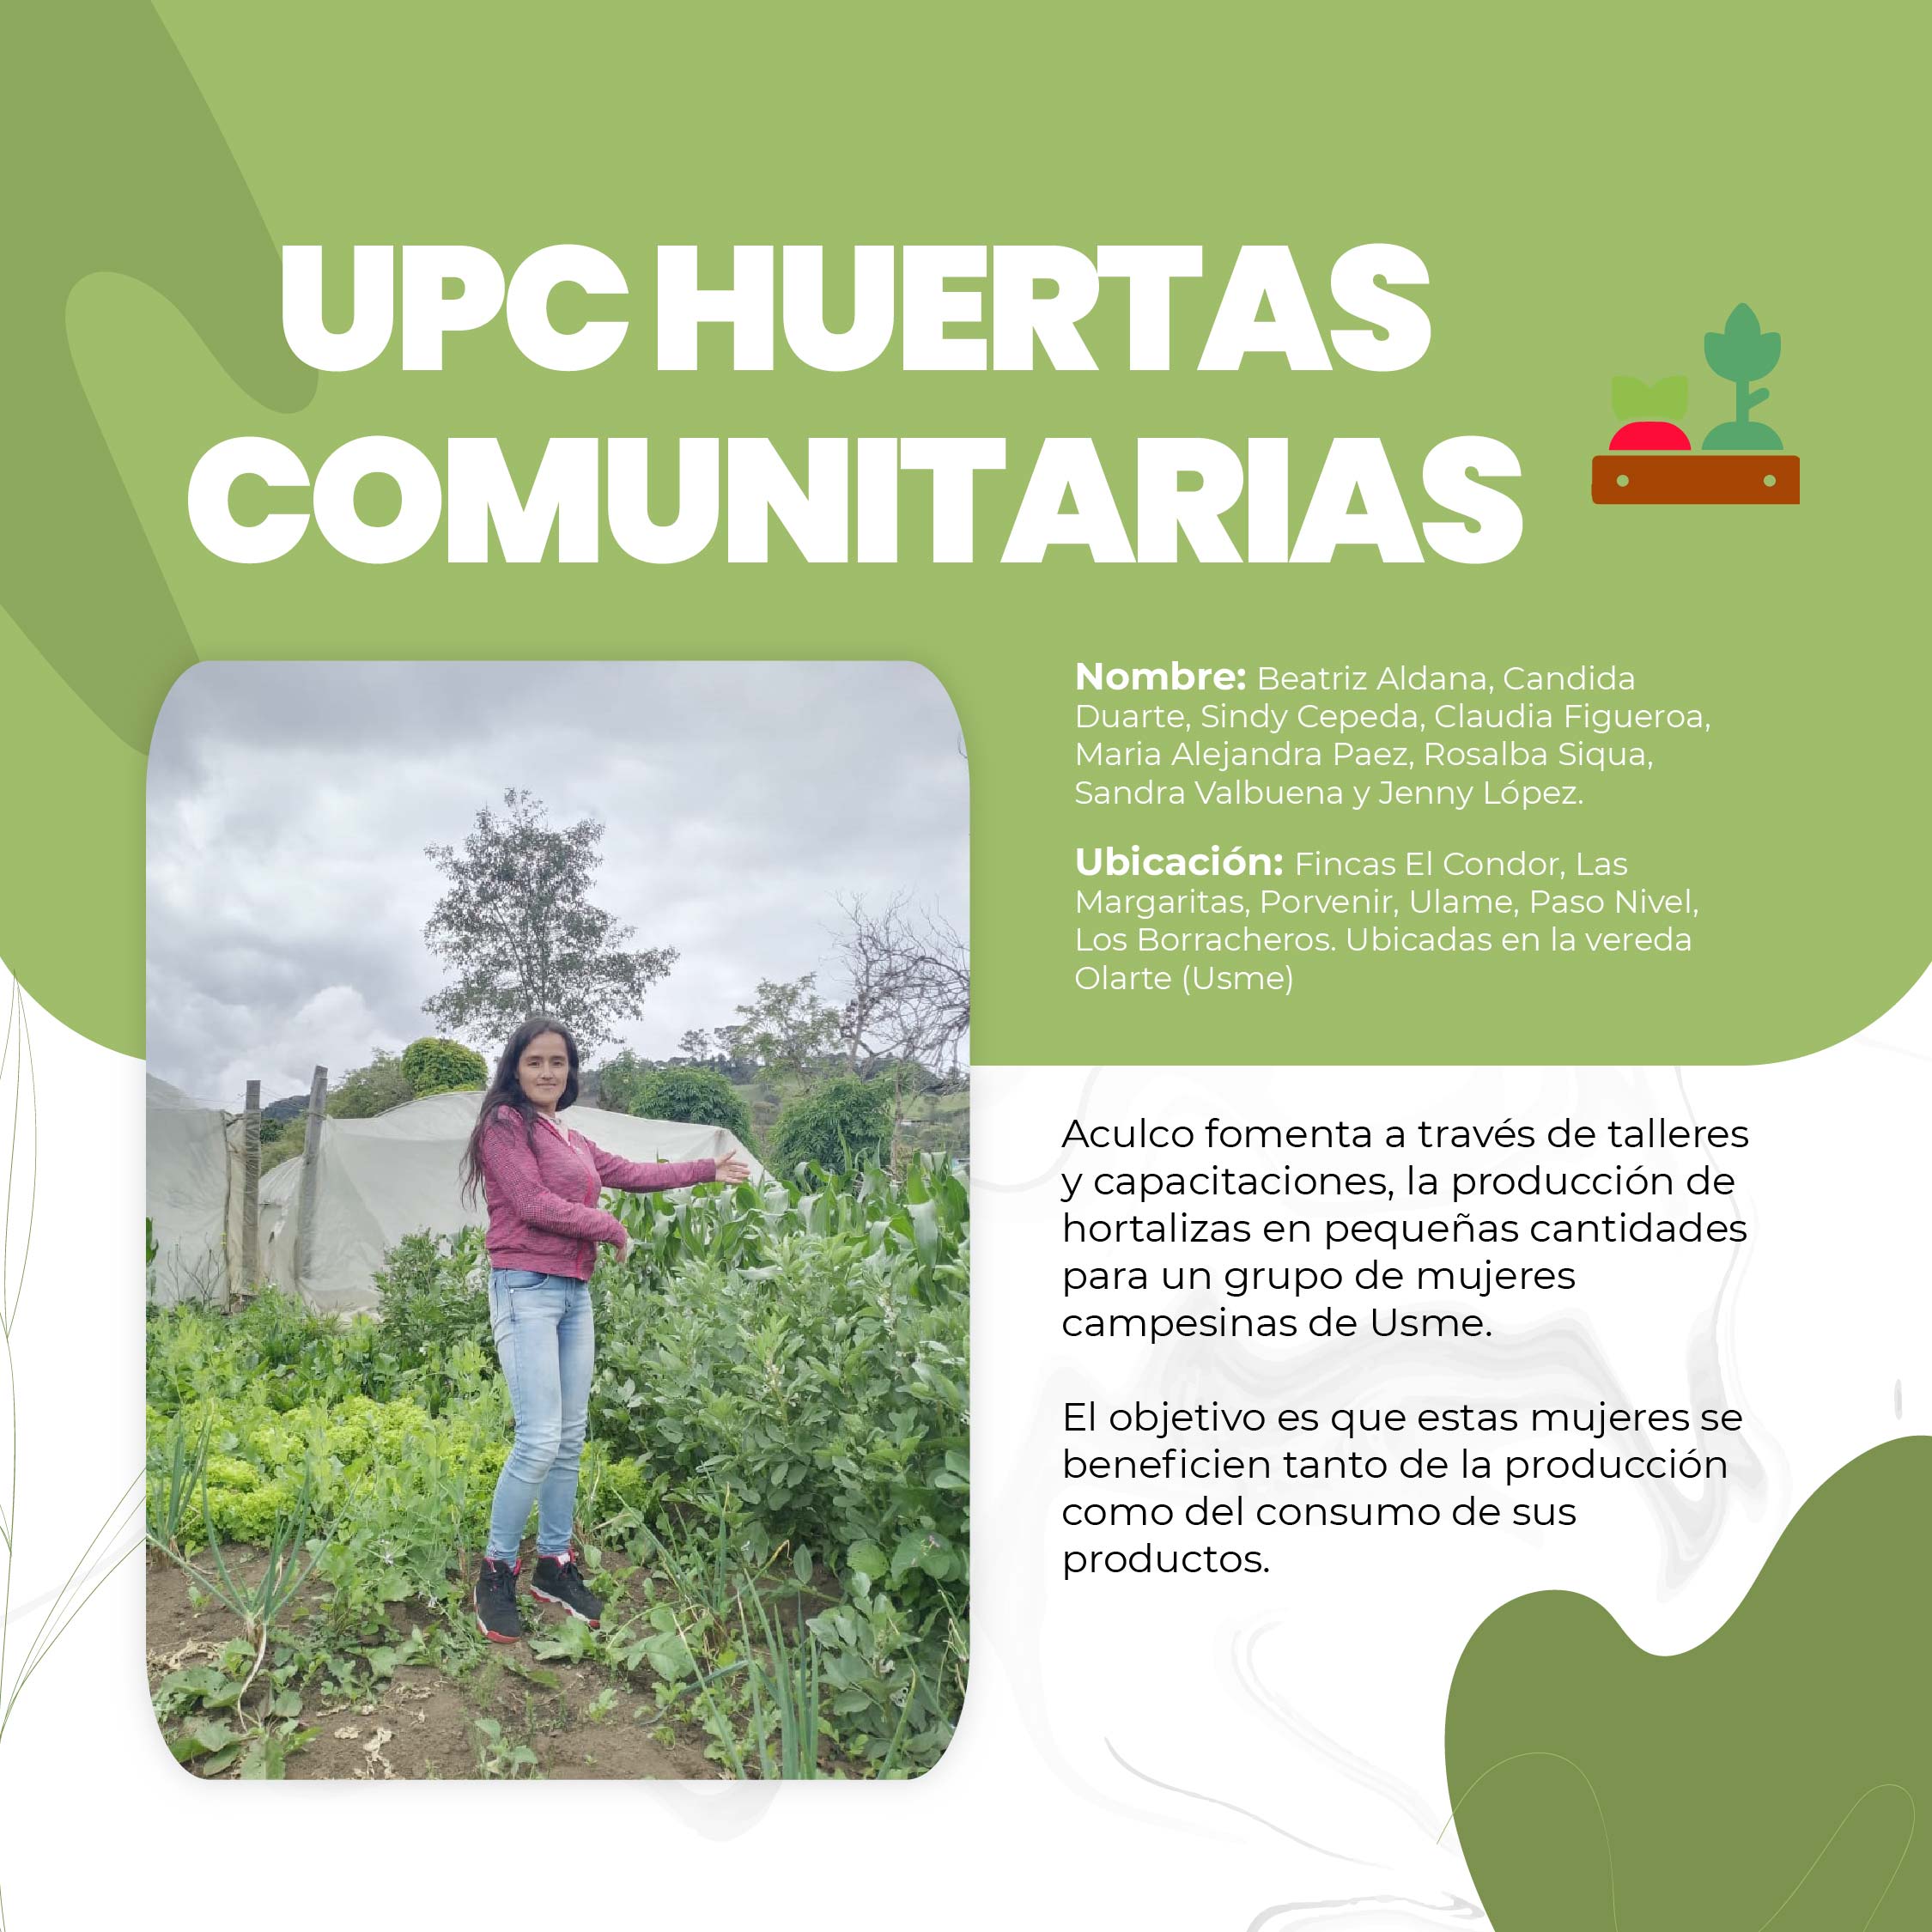 UPC HUERTAS
COMUNITARIAS
Nombre: Beatriz Aldana, Candida
Duarte, Sindy Cepeda, Claudia Figueroa,
Maria Alejandra Paez, Rosalba Siqua,
Sandra Valbuena y Jenny López.
Ubicación: Fincas El Condor, Las
Margaritas, Porvenir, Ulame, Paso Nivel,
Los Borracheros. Ubicadas en la vereda
Olarte (Usme)
Aculco fomenta a través de talleres
y capacitaciones, la producción de
hortalizas en pequeñas cantidades
para un grupo de mujeres
campesinas de Usme.
El objetivo es que estas mujeres se
beneficien tanto de la producción
como del consumo de sus
productos.